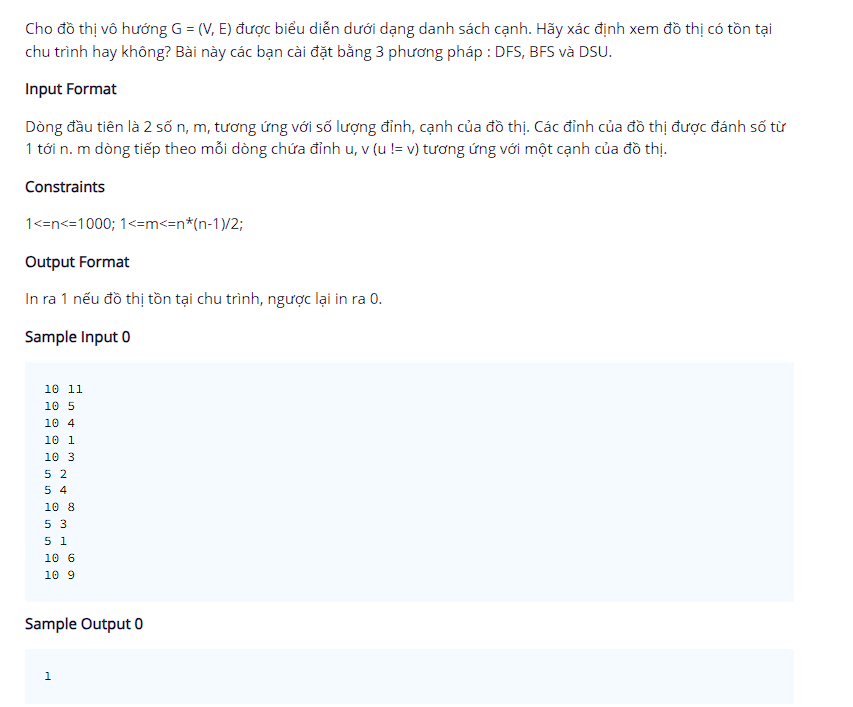 Cho đồ thị vô hướng G = (V, E) được biểu diễn dưới dạng danh sách cạnh. Hãy xác định xem đồ thị có tồn tại
chu trình hay không? Bài này các bạn cài đặt bằng 3 phương pháp : DFS, BFS và DSU.
Input Format
Dòng đầu tiên là 2 số n, m, tương ứng với số lượng đỉnh, cạnh của đồ thị. Các đỉnh của đồ thị được đánh số từ
1 tới n. m dòng tiếp theo mỗi dòng chứa đỉnh u, v (u != v) tương ứng với một cạnh của đồ thị.
Constraints
1<=n<=1000; 1<=m<=n*(n-1)/2;
Output Format
In ra 1 nếu đồ thị tồn tại chu trình, ngược lại in ra 0.
Sample Input 0
10 11
10 5
10 4
10 1
10 3
5 2
5 4
10 8
5 3
5 1
10 6
10 9
Sample Output 0
1